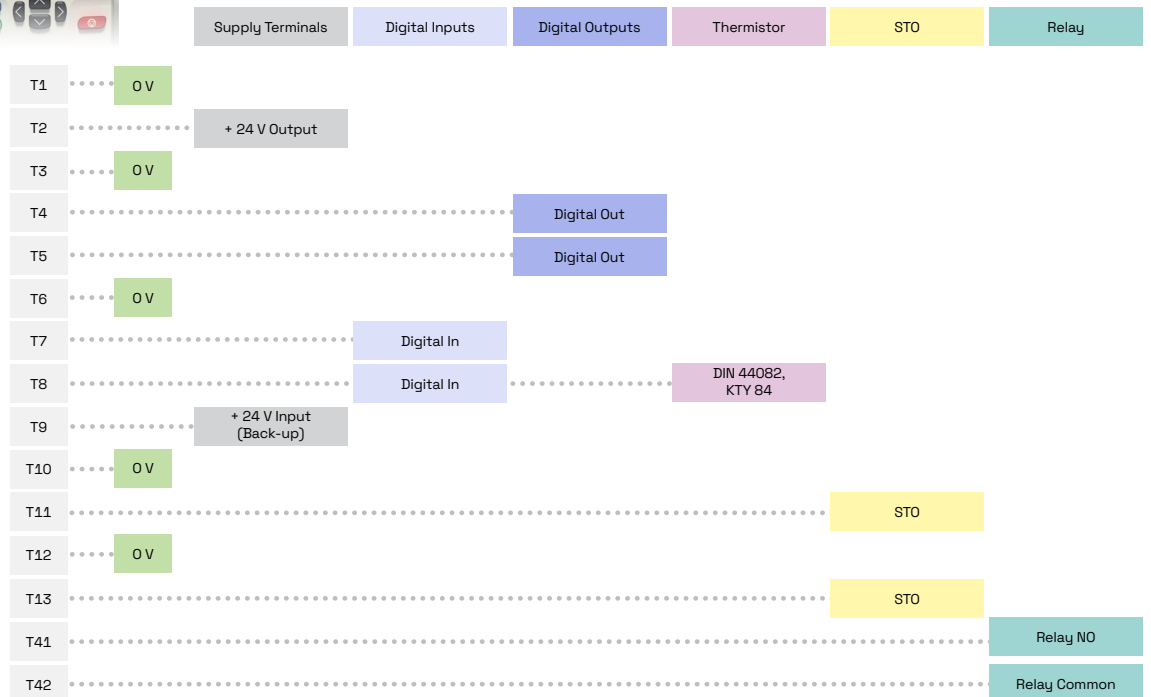 Supply Terminals Digital Inputs Digital Outputs Thermistor STO Relay
T1 0 V
T2 + 24 V Output
T3 0 V
T4 Digital Out
T5 Digital Out
T6 0 V
T7 Digital In
T8 Digital In DIN 44082,
KTY 84
T9 + 24 V Input
(Back-up)
T10 0 V
T11 STO
T12 0 V
T13 STO
T41 Relay NO
T42 Relay Common